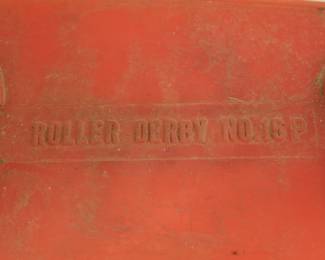 ROLLER DERBY NO. 16 P